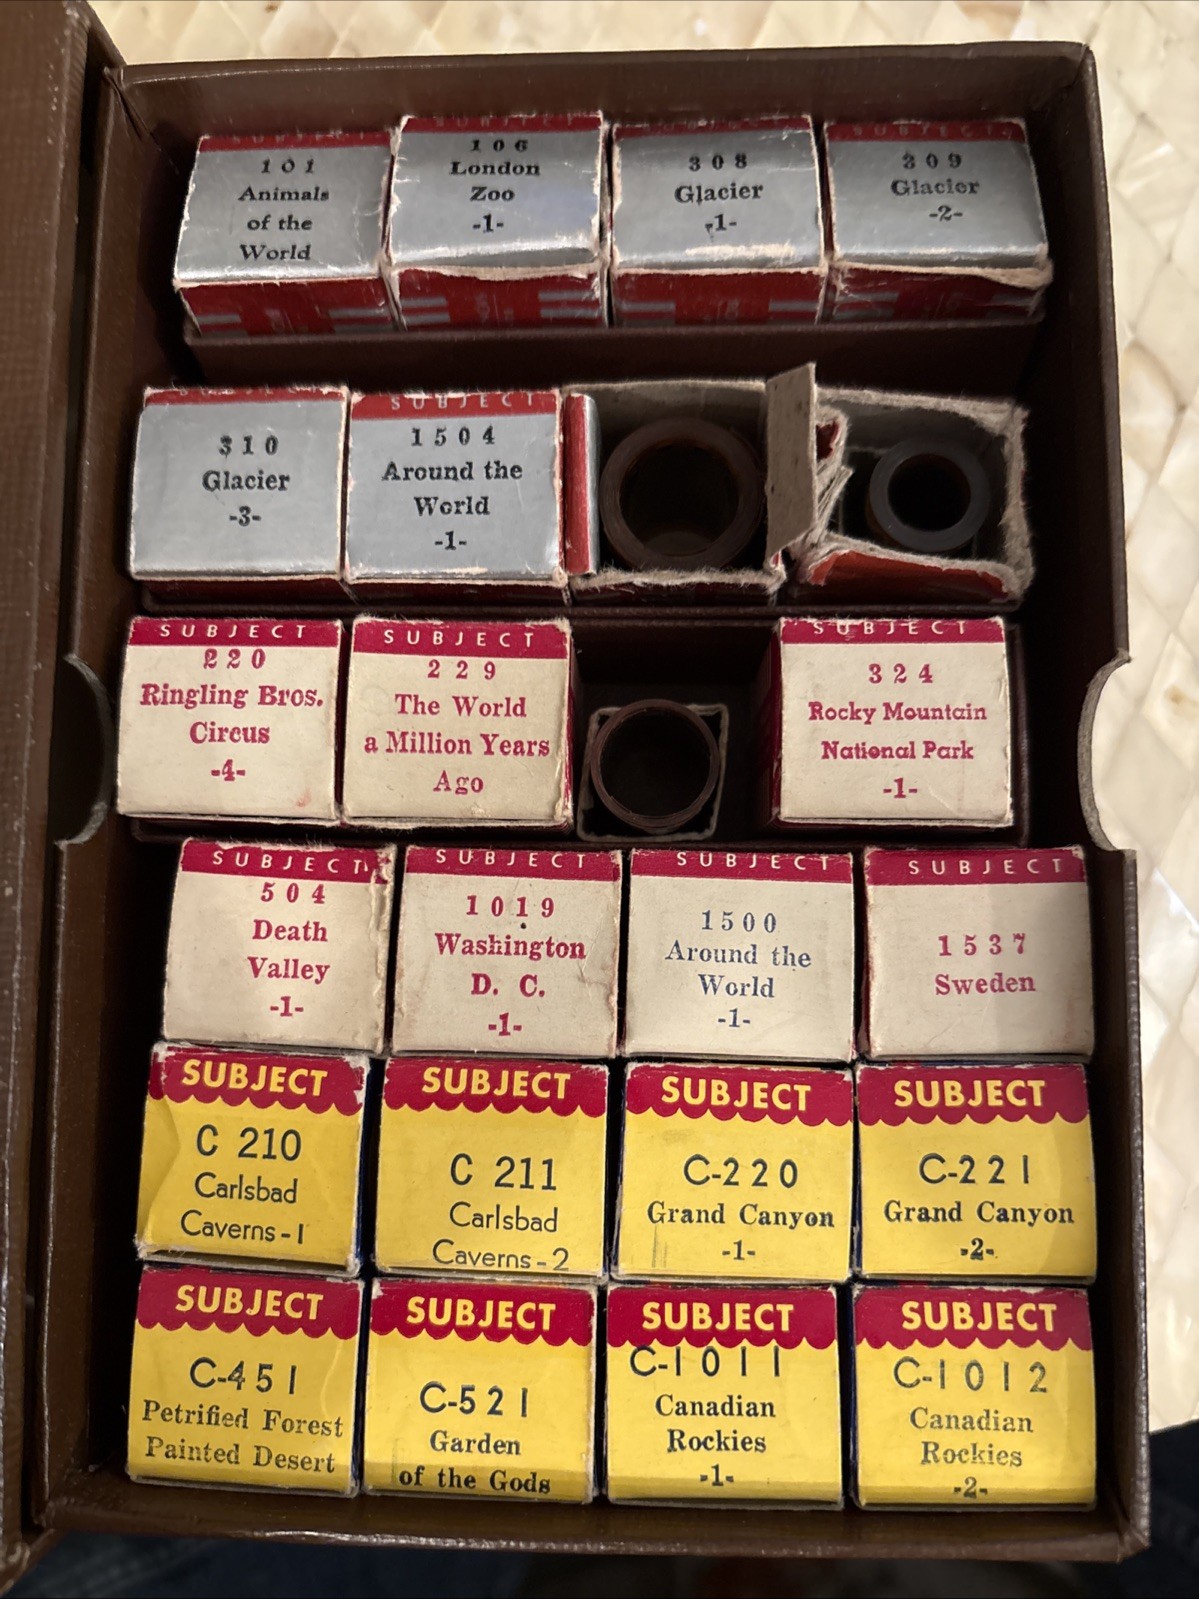 SUBJECT
101
Animals
of the
World
SUBJECT
106
London
Zoo
-1-
SUBJECT
308
Glacier
-1-
SUBJECT
309
Glacier
-2-
310
Glacier
-3-
SUBJECT
1504
Around the
World
-1-
SUBJECT
220
Ringling Bros.
Circus
-4-
SUBJECT
229
The World
a Million Years
Ago
SUBJECT
324
Rocky Mountain
National Park
-1-
SUBJECT
504
Death
Valley
-1-
SUBJECT
1019
Washington
D. C.
-1-
SUBJECT
1500
Around the
World
-1-
SUBJECT
1537
Sweden
SUBJECT
C 210
Carlsbad
Caverns-1
SUBJECT
C 211
Carlsbad
Caverns-2
SUBJECT
C-220
Grand Canyon
-1-
SUBJECT
C-221
Grand Canyon
-2-
SUBJECT
C-451
Petrified Forest
Painted Desert
SUBJECT
C-521
Garden
of the Gods
SUBJECT
C-1011
Canadian
Rockies
-1-
SUBJECT
C-1012
Canadian
Rockies
-2-